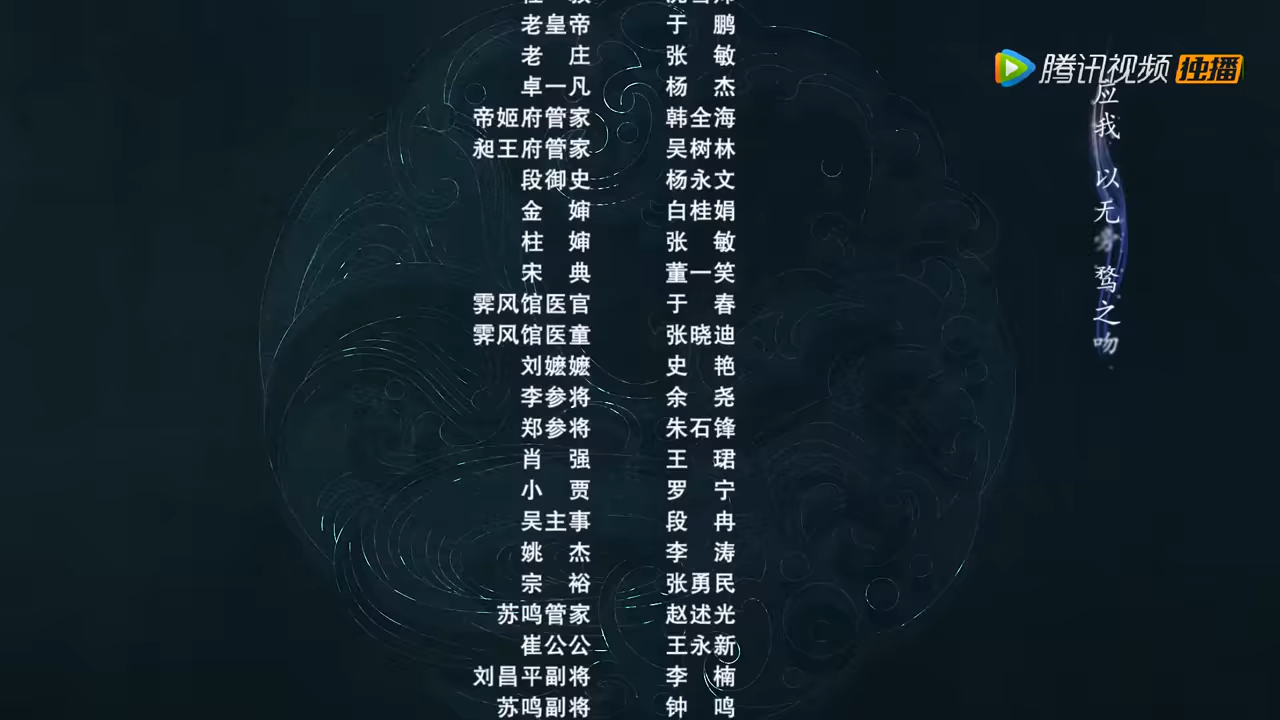 老皇帝 于鹏
老庄 张敏
卓一凡 杨杰
帝姬府管家 韩全海
昶王府管家 吴树林
段御史 杨永文
金婶 白桂娟
柱婶 张敏
宋典 董一笑
霁风馆医官 于春
霁风馆医童 张晓迪
刘嬷嬷 史艳
李参将 余尧
郑参将 朱石锋
肖强 王珺
小贾 罗宁
吴主事 段冉
姚杰 李涛
宗裕 张勇民
苏鸣管家 赵述光
崔公公 王永新
刘昌平副将 李楠
苏鸣副将 钟鸣
腾讯视频 独播
应我 以无旁骛之吻